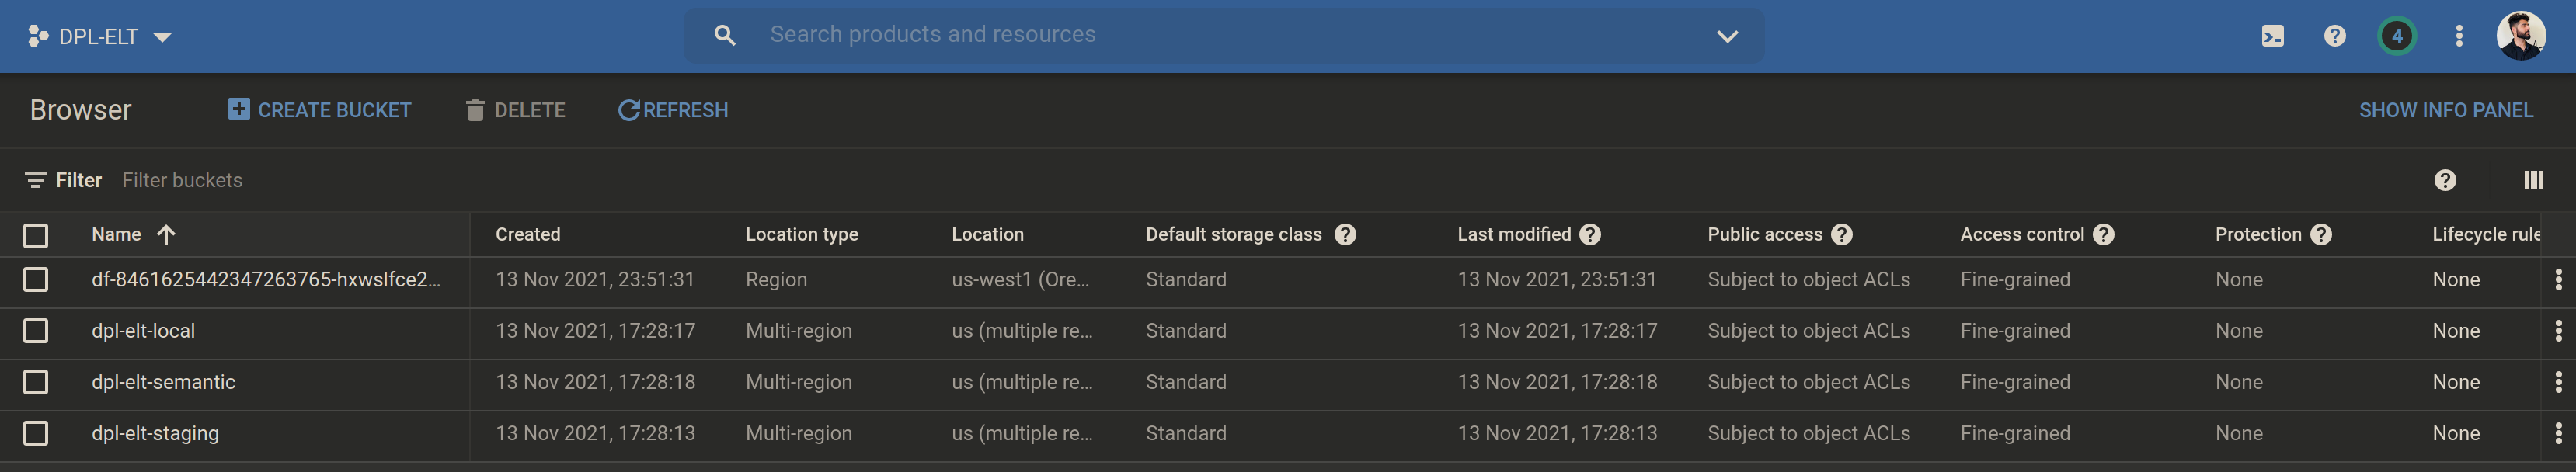 DPL-ELT Search products and resources 4
Browser CREATE BUCKET DELETE REFRESH SHOW INFO PANEL
Filter Filter buckets
Name Created Location type Location Default storage class Last modified Public access Access control Protection Lifecycle rule
df-8461625442347263765-hxwslfce2... 13 Nov 2021, 23:51:31 Region us-west1 (Ore... Standard 13 Nov 2021, 23:51:31 Subject to object ACLs Fine-grained None None
dpl-elt-local 13 Nov 2021, 17:28:17 Multi-region us (multiple re... Standard 13 Nov 2021, 17:28:17 Subject to object ACLs Fine-grained None None
dpl-elt-semantic 13 Nov 2021, 17:28:18 Multi-region us (multiple re... Standard 13 Nov 2021, 17:28:18 Subject to object ACLs Fine-grained None None
dpl-elt-staging 13 Nov 2021, 17:28:13 Multi-region us (multiple re... Standard 13 Nov 2021, 17:28:13 Subject to object ACLs Fine-grained None None